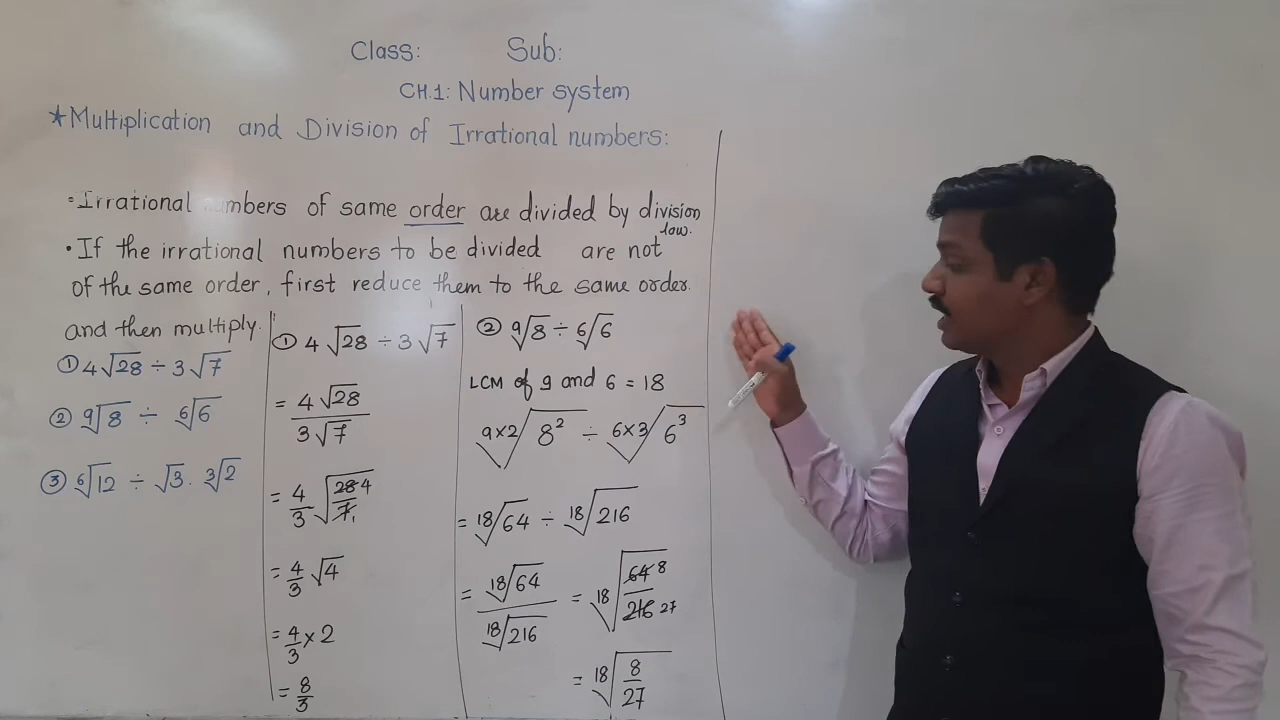 Class: Sub:
CH.1: Number system
*Multiplication and Division of Irrational numbers:
• Irrational numbers of same order are divided by division law.
• If the irrational numbers to be divided are not
of the same order, first reduce them to the same order.
and then multiply.
① 4√28 ÷ 3√7
② ⁹√8 ÷ ⁶√6
③ ⁶√12 ÷ √3 . ³√2
① 4√28 ÷ 3√7
= 4√28 / 3√7
= 4/3 √(28/7) 4 1
= 4/3 √4
= 4/3 x 2
= 8/3
② ⁹√8 ÷ ⁶√6
LCM of 9 and 6 = 18
⁹ˣ²√8² ÷ ⁶ˣ³√6³
= ¹⁸√64 ÷ ¹⁸√216
= ¹⁸√64 / ¹⁸√216 = ¹⁸√(64/216) 8 27
= ¹⁸√(8/27)